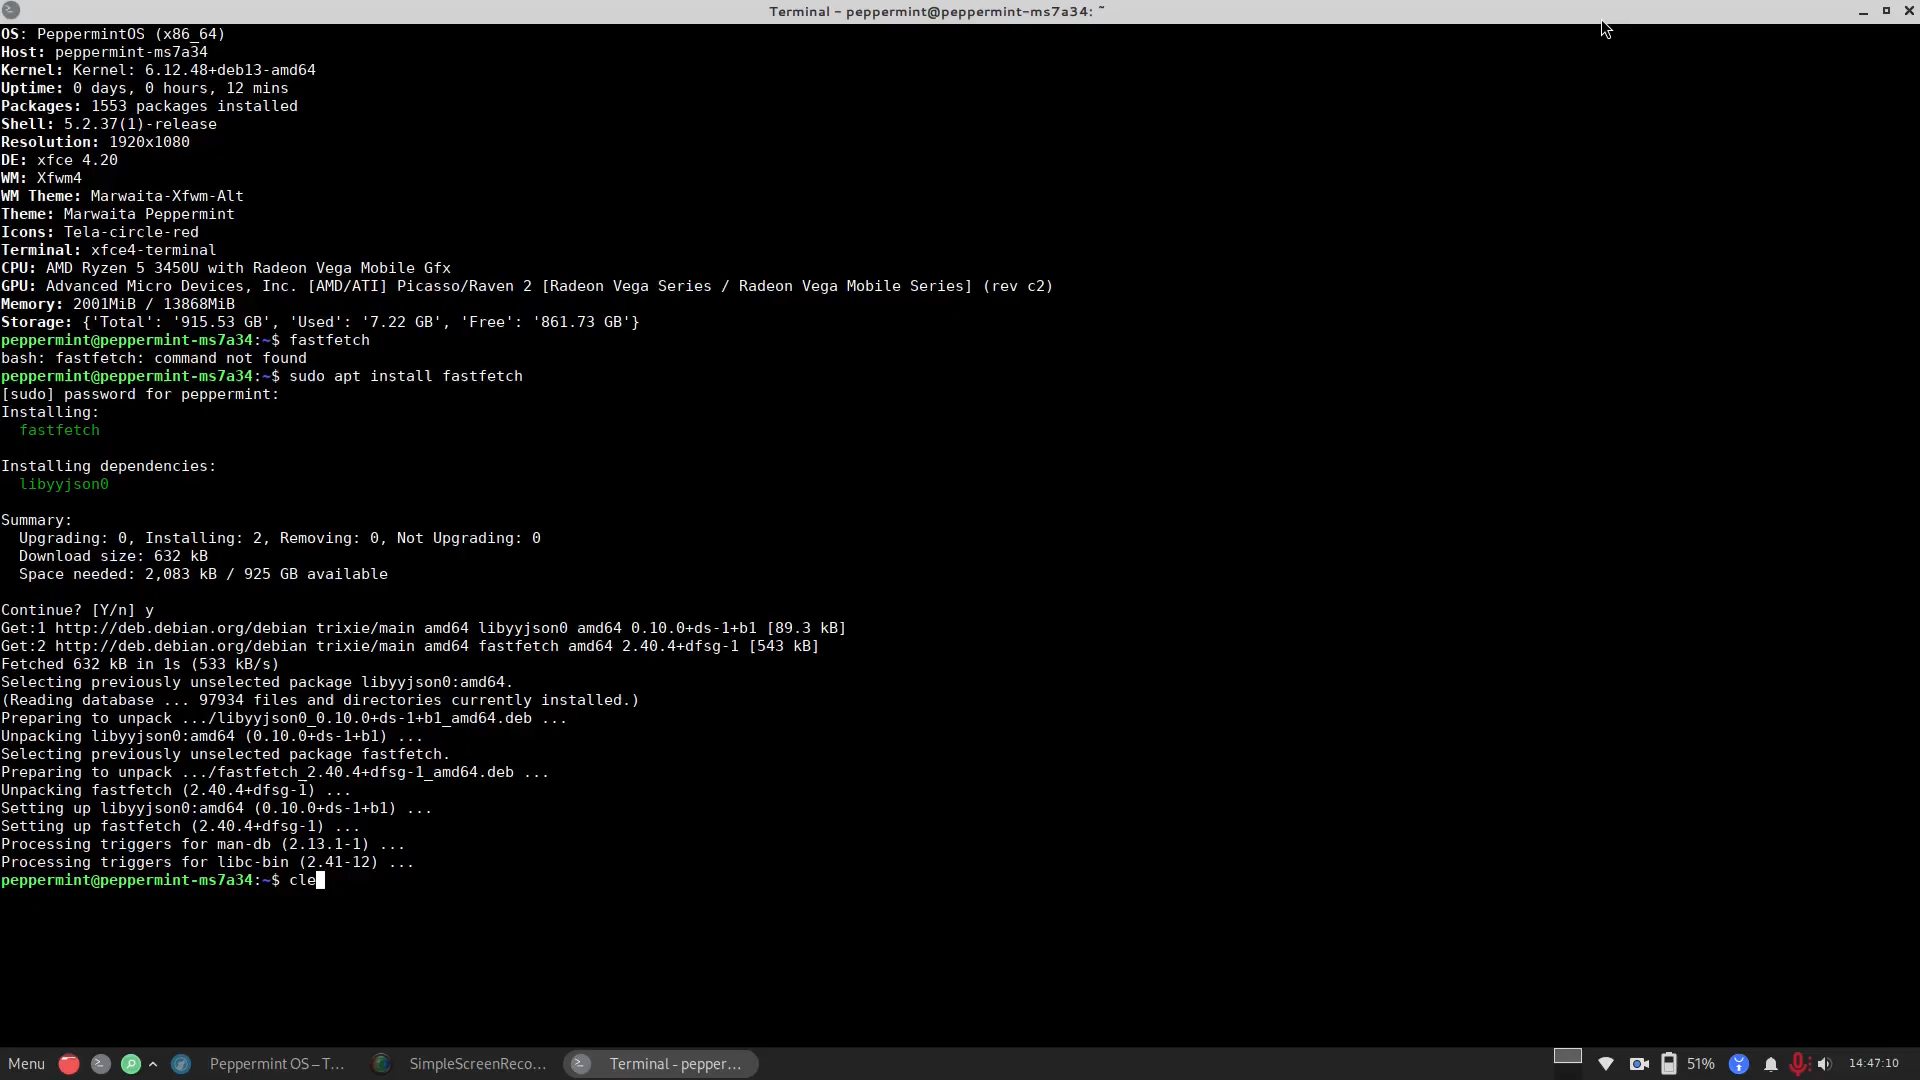 Terminal - peppermint@peppermint-ms7a34: ~
OS: PeppermintOS (x86_64)
Host: peppermint-ms7a34
Kernel: Kernel: 6.12.48+deb13-amd64
Uptime: 0 days, 0 hours, 12 mins
Packages: 1553 packages installed
Shell: 5.2.37(1)-release
Resolution: 1920x1080
DE: xfce 4.20
WM: Xfwm4
WM Theme: Marwaita-Xfwm-Alt
Theme: Marwaita Peppermint
Icons: Tela-circle-red
Terminal: xfce4-terminal
CPU: AMD Ryzen 5 3450U with Radeon Vega Mobile Gfx
GPU: Advanced Micro Devices, Inc. [AMD/ATI] Picasso/Raven 2 [Radeon Vega Series / Radeon Vega Mobile Series] (rev c2)
Memory: 2001MiB / 13868MiB
Storage: {'Total': '915.53 GB', 'Used': '7.22 GB', 'Free': '861.73 GB'}
peppermint@peppermint-ms7a34:~$ fastfetch
bash: fastfetch: command not found
peppermint@peppermint-ms7a34:~$ sudo apt install fastfetch
[sudo] password for peppermint:
Installing:
fastfetch
Installing dependencies:
libyyjson0
Summary:
Upgrading: 0, Installing: 2, Removing: 0, Not Upgrading: 0
Download size: 632 kB
Space needed: 2,083 kB / 925 GB available
Continue? [Y/n] y
Get:1 http://deb.debian.org/debian trixie/main amd64 libyyjson0 amd64 0.10.0+ds-1+b1 [89.3 kB]
Get:2 http://deb.debian.org/debian trixie/main amd64 fastfetch amd64 2.40.4+dfsg-1 [543 kB]
Fetched 632 kB in 1s (533 kB/s)
Selecting previously unselected package libyyjson0:amd64.
(Reading database ... 97934 files and directories currently installed.)
Preparing to unpack .../libyyjson0_0.10.0+ds-1+b1_amd64.deb ...
Unpacking libyyjson0:amd64 (0.10.0+ds-1+b1) ...
Selecting previously unselected package fastfetch.
Preparing to unpack .../fastfetch_2.40.4+dfsg-1_amd64.deb ...
Unpacking fastfetch (2.40.4+dfsg-1) ...
Setting up libyyjson0:amd64 (0.10.0+ds-1+b1) ...
Setting up fastfetch (2.40.4+dfsg-1) ...
Processing triggers for man-db (2.13.1-1) ...
Processing triggers for libc-bin (2.41-12) ...
peppermint@peppermint-ms7a34:~$ cle
Menu Peppermint OS – T... SimpleScreenReco... Terminal - pepper... 51% 14:47:10